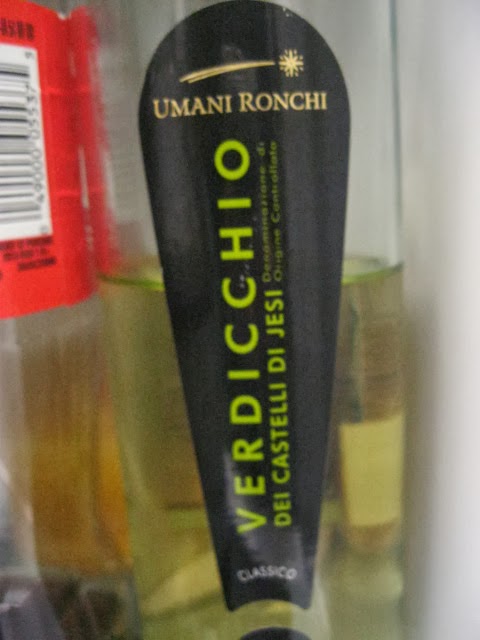 UMANI RONCHI
VERDICCHIO
DEI CASTELLI DI JESI
Denominazione di
Origine Controllata
CLASSICO